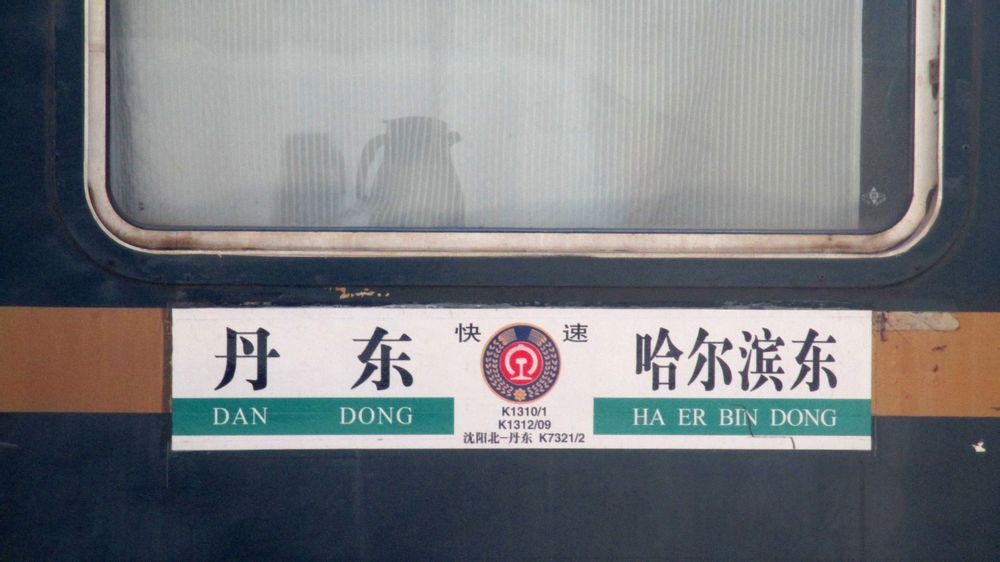 丹 东
DAN DONG
快 速
K1310/1
K1312/09
沈阳北-丹东 K7321/2
哈尔滨东
HA ER BIN DONG